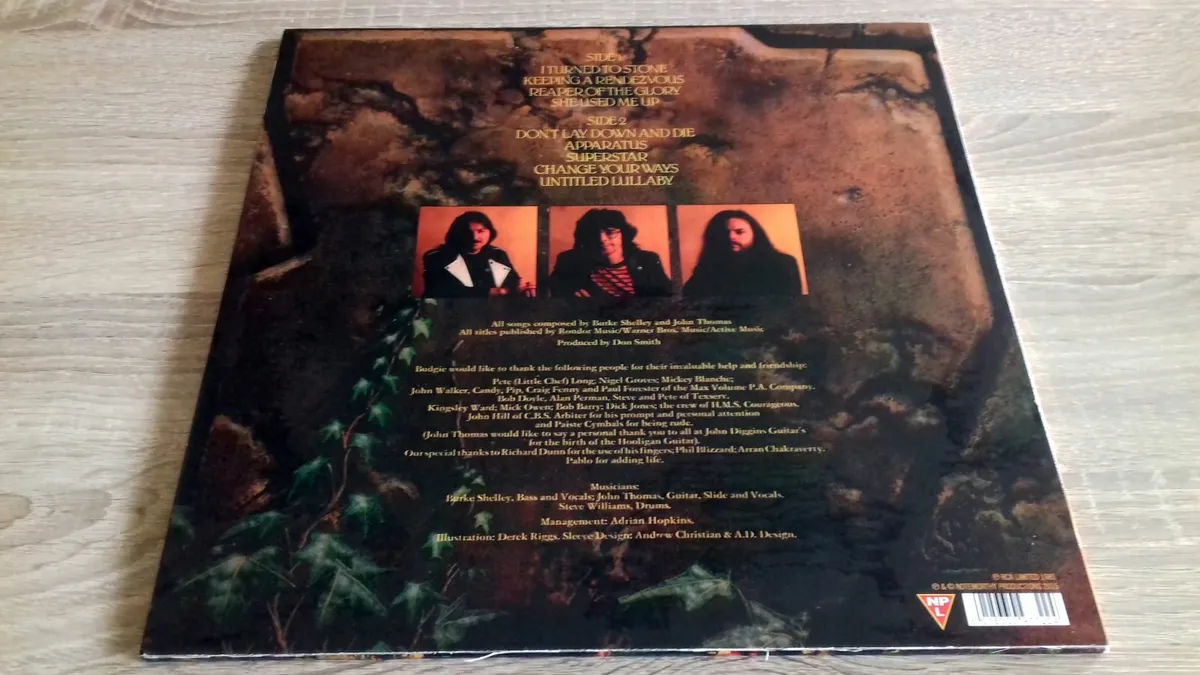 SIDE 1
I TURNED TO STONE
KEEPING A RENDEZVOUS
REAPER OF THE GLORY
SHE USED ME UP
SIDE 2
DON'T LAY DOWN AND DIE
APPARATUS
SUPERSTAR
CHANGE YOUR WAYS
UNTITLED LULLABY
All songs composed by Burke Shelley and John Thomas
All titles published by Rondor Music/Warner Bros. Music/Active Music
Produced by Don Smith
Budgie would like to thank the following people for their invaluable help and friendship:
Pete (Little Chef) Long; Nigel Groves; Mickey Blanche;
John Walker, Candy, Pip, Craig Fenny and Paul Forester of the Max Volume P.A. Company.
Bob Doyle, Alan Perman, Steve and Pete of Texserv.
Kingsley Ward; Mick Owen; Bob Barry; Dick Jones; the crew of H.M.S. Courageous.
John Hill of C.B.S. Arbiter for his prompt and personal attention
and Paiste Cymbals for being rude.
(John Thomas would like to say a personal thank you to all at John Diggins Guitar's
for the birth of the Hooligan Guitar).
Our special thanks to Richard Dunn for the use of his fingers; Phil Blizzard; Arran Chakraverty.
Pablo for adding life.
Musicians:
Burke Shelley, Bass and Vocals; John Thomas, Guitar, Slide and Vocals.
Steve Williams, Drums.
Management: Adrian Hopkins.
Illustration: Derek Riggs. Sleeve Design: Andrew Christian & A.D. Design.
℗ RCA LIMITED
℗ & © NOTEWORTHY PRODUCTIONS
NP
L